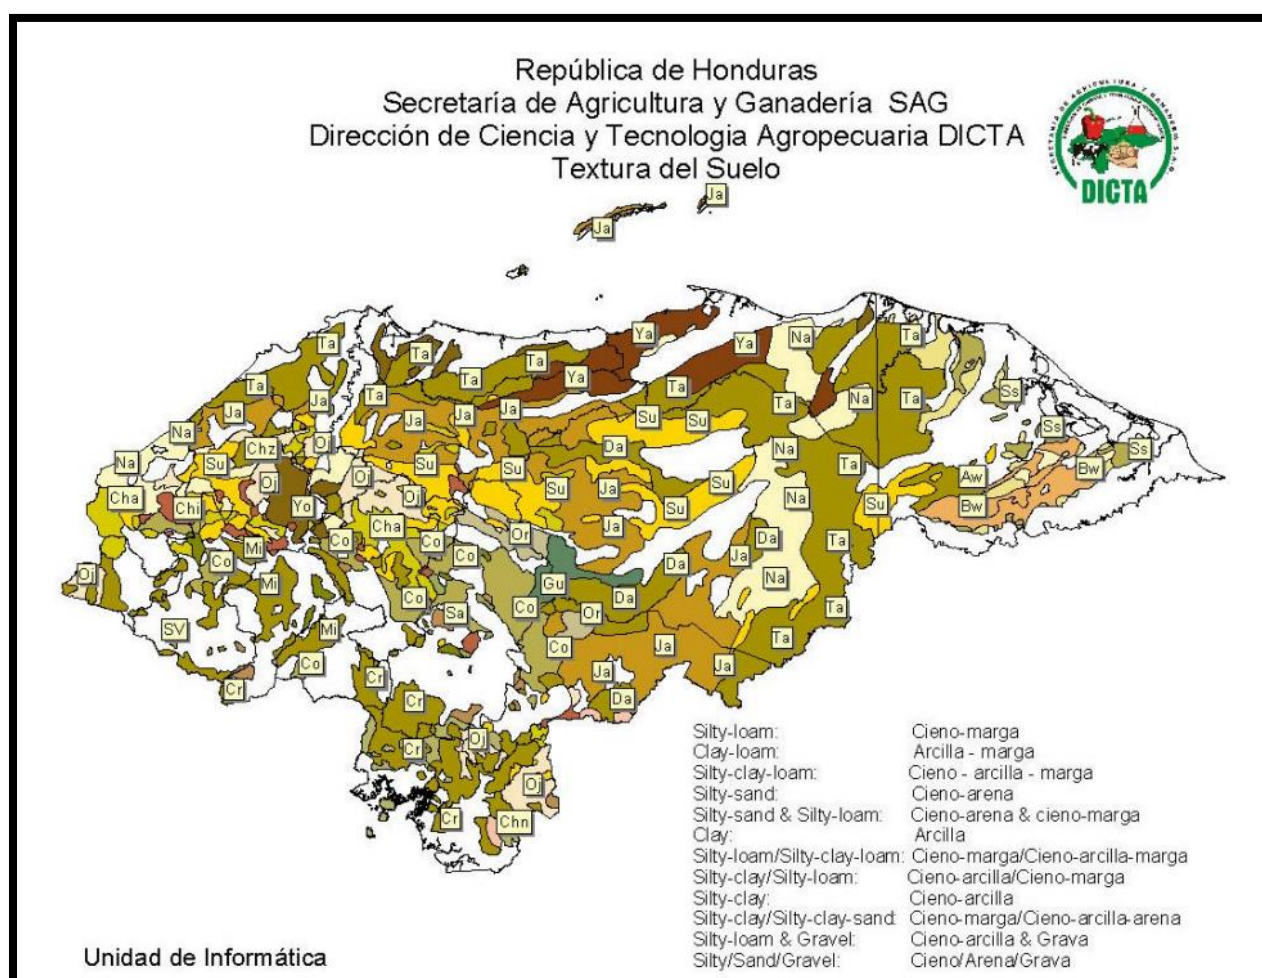 República de Honduras
Secretaría de Agricultura y Ganadería SAG
Dirección de Ciencia y Tecnologia Agropecuaria DICTA
Textura del Suelo
DICTA
Ja
Ja
Ta
Ta
Ta
Ya
Ya
Na
Ta
Ta
Ya
Ta
Ta
Ta
Ta
Ss
Ja
Ja
Ja
Ja
Ja
Su
Su
Ta
Na
Ta
Ss
Na
Chz
Oj
Da
Na
Ss
Na
Su
Oj
Oj
Su
Su
Su
Ta
Aw
Bw
Cha
Chi
Yo
Oj
Su
Ja
Su
Na
Su
Bw
Cha
Or
Ja
Co
Mi
Co
Co
Co
Da
Ja
Da
Ta
Oj
Mi
Co
Gu
Da
Na
Sa
Co
Or
Ta
SV
Mi
Co
Ja
Ta
Co
Cr
Cr
Ja
Ja
Cr
Da
Cr
Oj
Oj
Cr
Chn
Silty-loam: Cieno-marga
Clay-loam: Arcilla - marga
Silty-clay-loam: Cieno - arcilla - marga
Silty-sand: Cieno-arena
Silty-sand & Silty-loam: Cieno-arena & cieno-marga
Clay: Arcilla
Silty-loam/Silty-clay-loam: Cieno-marga/Cieno-arcilla-marga
Silty-clay/Silty-loam: Cieno-arcilla/Cieno-marga
Silty-clay: Cieno-arcilla
Silty-clay/Silty-clay-sand: Cieno-marga/Cieno-arcilla-arena
Silty-loam & Gravel: Cieno-arcilla & Grava
Silty/Sand/Gravel: Cieno/Arena/Grava
Unidad de Informática